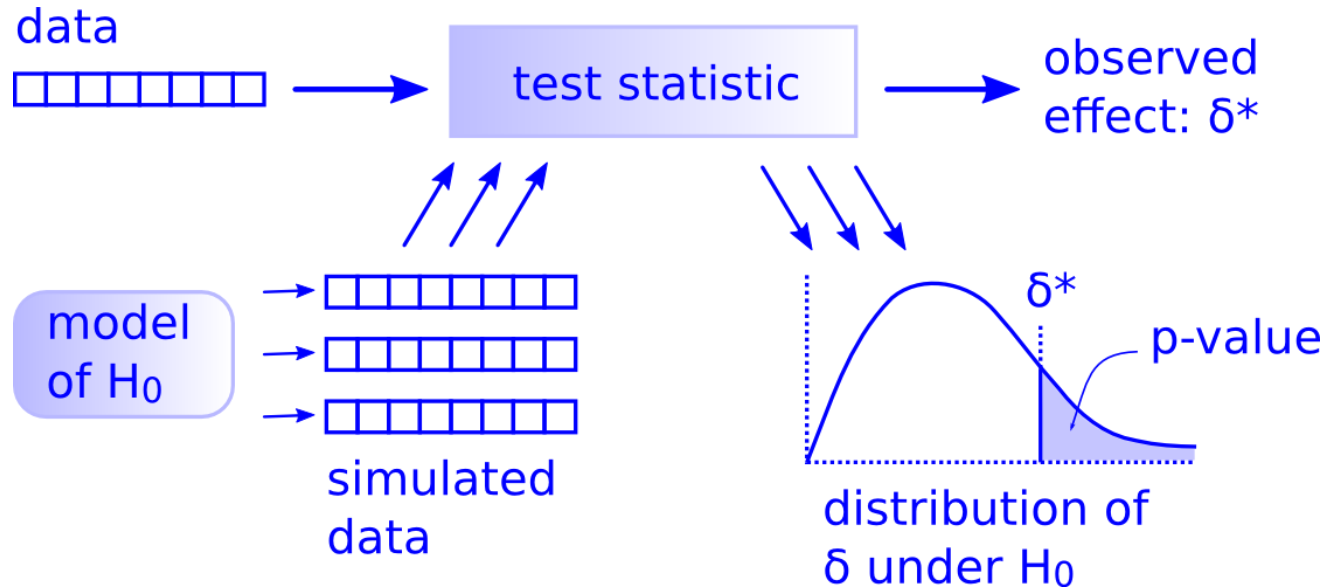 data
test statistic
observed
effect: δ*
model
of H₀
simulated
data
δ*
p-value
distribution of
δ under H₀